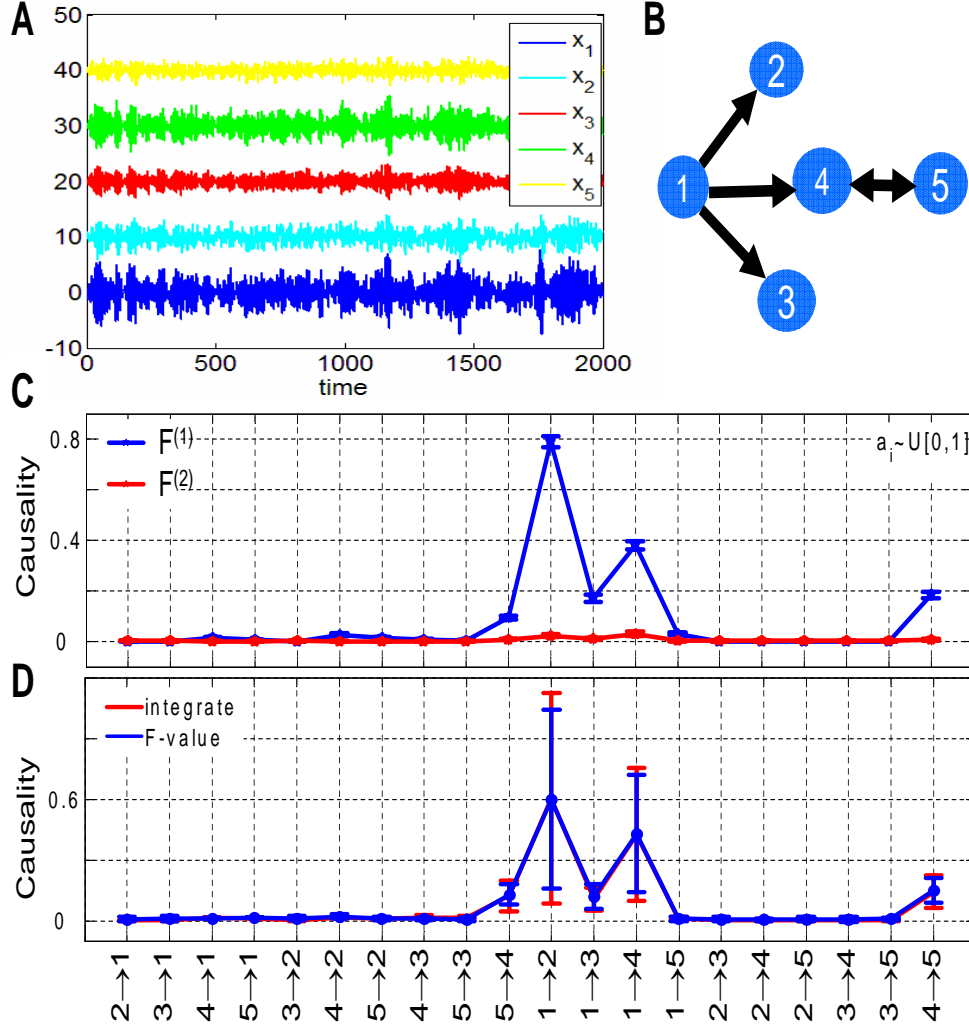 A
50
40
30
20
10
0
-10
0
500
1000
1500
2000
time
x1
x2
x3
x4
x5
B
1
2
3
4
5
C
Causality
0.8
0.4
0
F(1)
F(2)
ai~U[0,1]
D
Causality
0.6
0
integrate
F-value
2→1
3→1
4→1
5→1
3→2
4→2
5→2
4→3
5→3
5→4
1→2
1→3
1→4
1→5
2→3
2→4
2→5
3→4
3→5
4→5